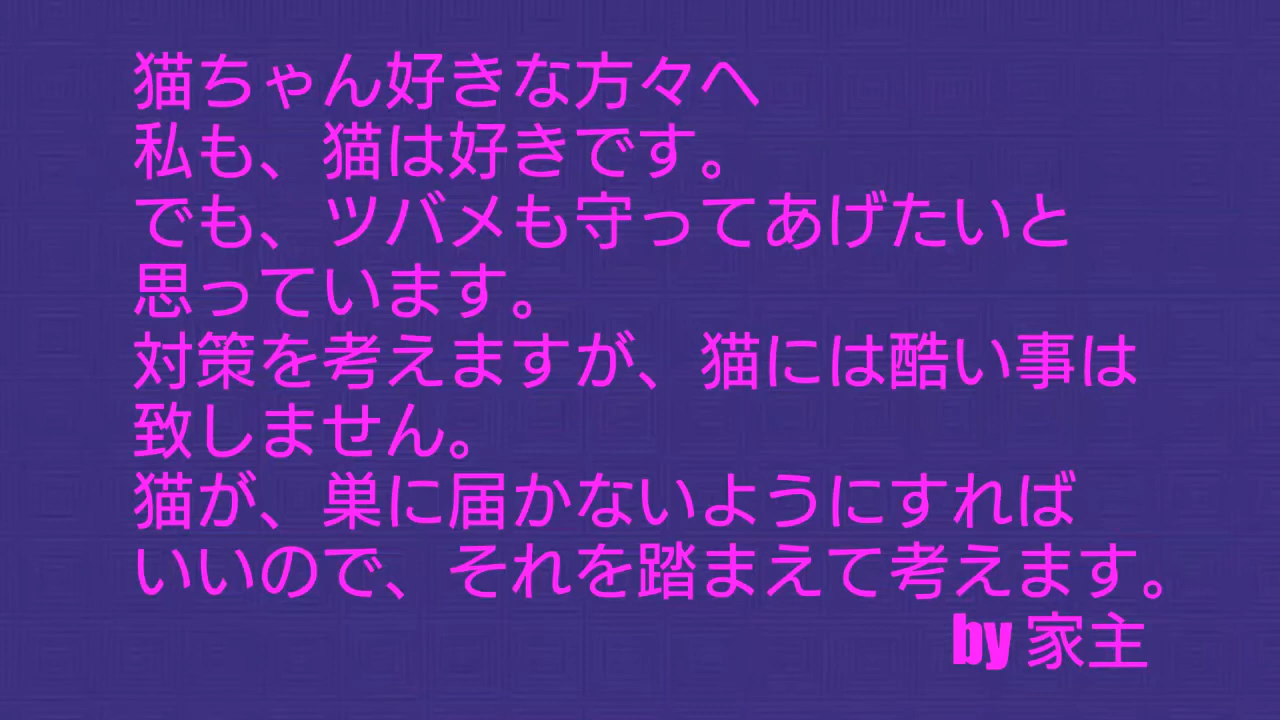 猫ちゃん好きな方々へ
私も、猫は好きです。
でも、ツバメも守ってあげたいと
思っています。
対策を考えますが、猫には酷い事は
致しません。
猫が、巣に届かないようにすれば
いいので、それを踏まえて考えます。
by 家主